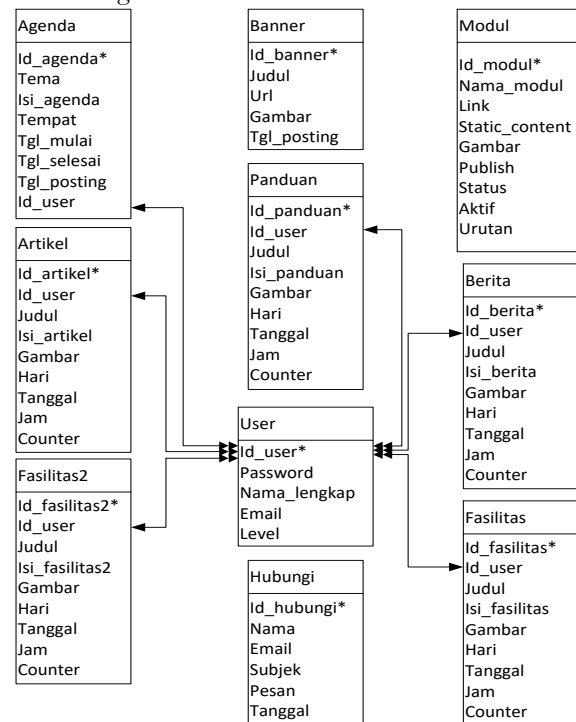 Agenda
Id_agenda*
Tema
Isi_agenda
Tempat
Tgl_mulai
Tgl_selesai
Tgl_posting
Id_user
Artikel
Id_artikel*
Id_user
Judul
Isi_artikel
Gambar
Hari
Tanggal
Jam
Counter
Fasilitas2
Id_fasilitas2*
Id_user
Judul
Isi_fasilitas2
Gambar
Hari
Tanggal
Jam
Counter
Banner
Id_banner*
Judul
Url
Gambar
Tgl_posting
Panduan
Id_panduan*
Id_user
Judul
Isi_panduan
Gambar
Hari
Tanggal
Jam
Counter
User
Id_user*
Password
Nama_lengkap
Email
Level
Hubungi
Id_hubungi*
Nama
Email
Subjek
Pesan
Tanggal
Modul
Id_modul*
Nama_modul
Link
Static_content
Gambar
Publish
Status
Aktif
Urutan
Berita
Id_berita*
Id_user
Judul
Isi_berita
Gambar
Hari
Tanggal
Jam
Counter
Fasilitas
Id_fasilitas*
Id_user
Judul
Isi_fasilitas
Gambar
Hari
Tanggal
Jam
Counter